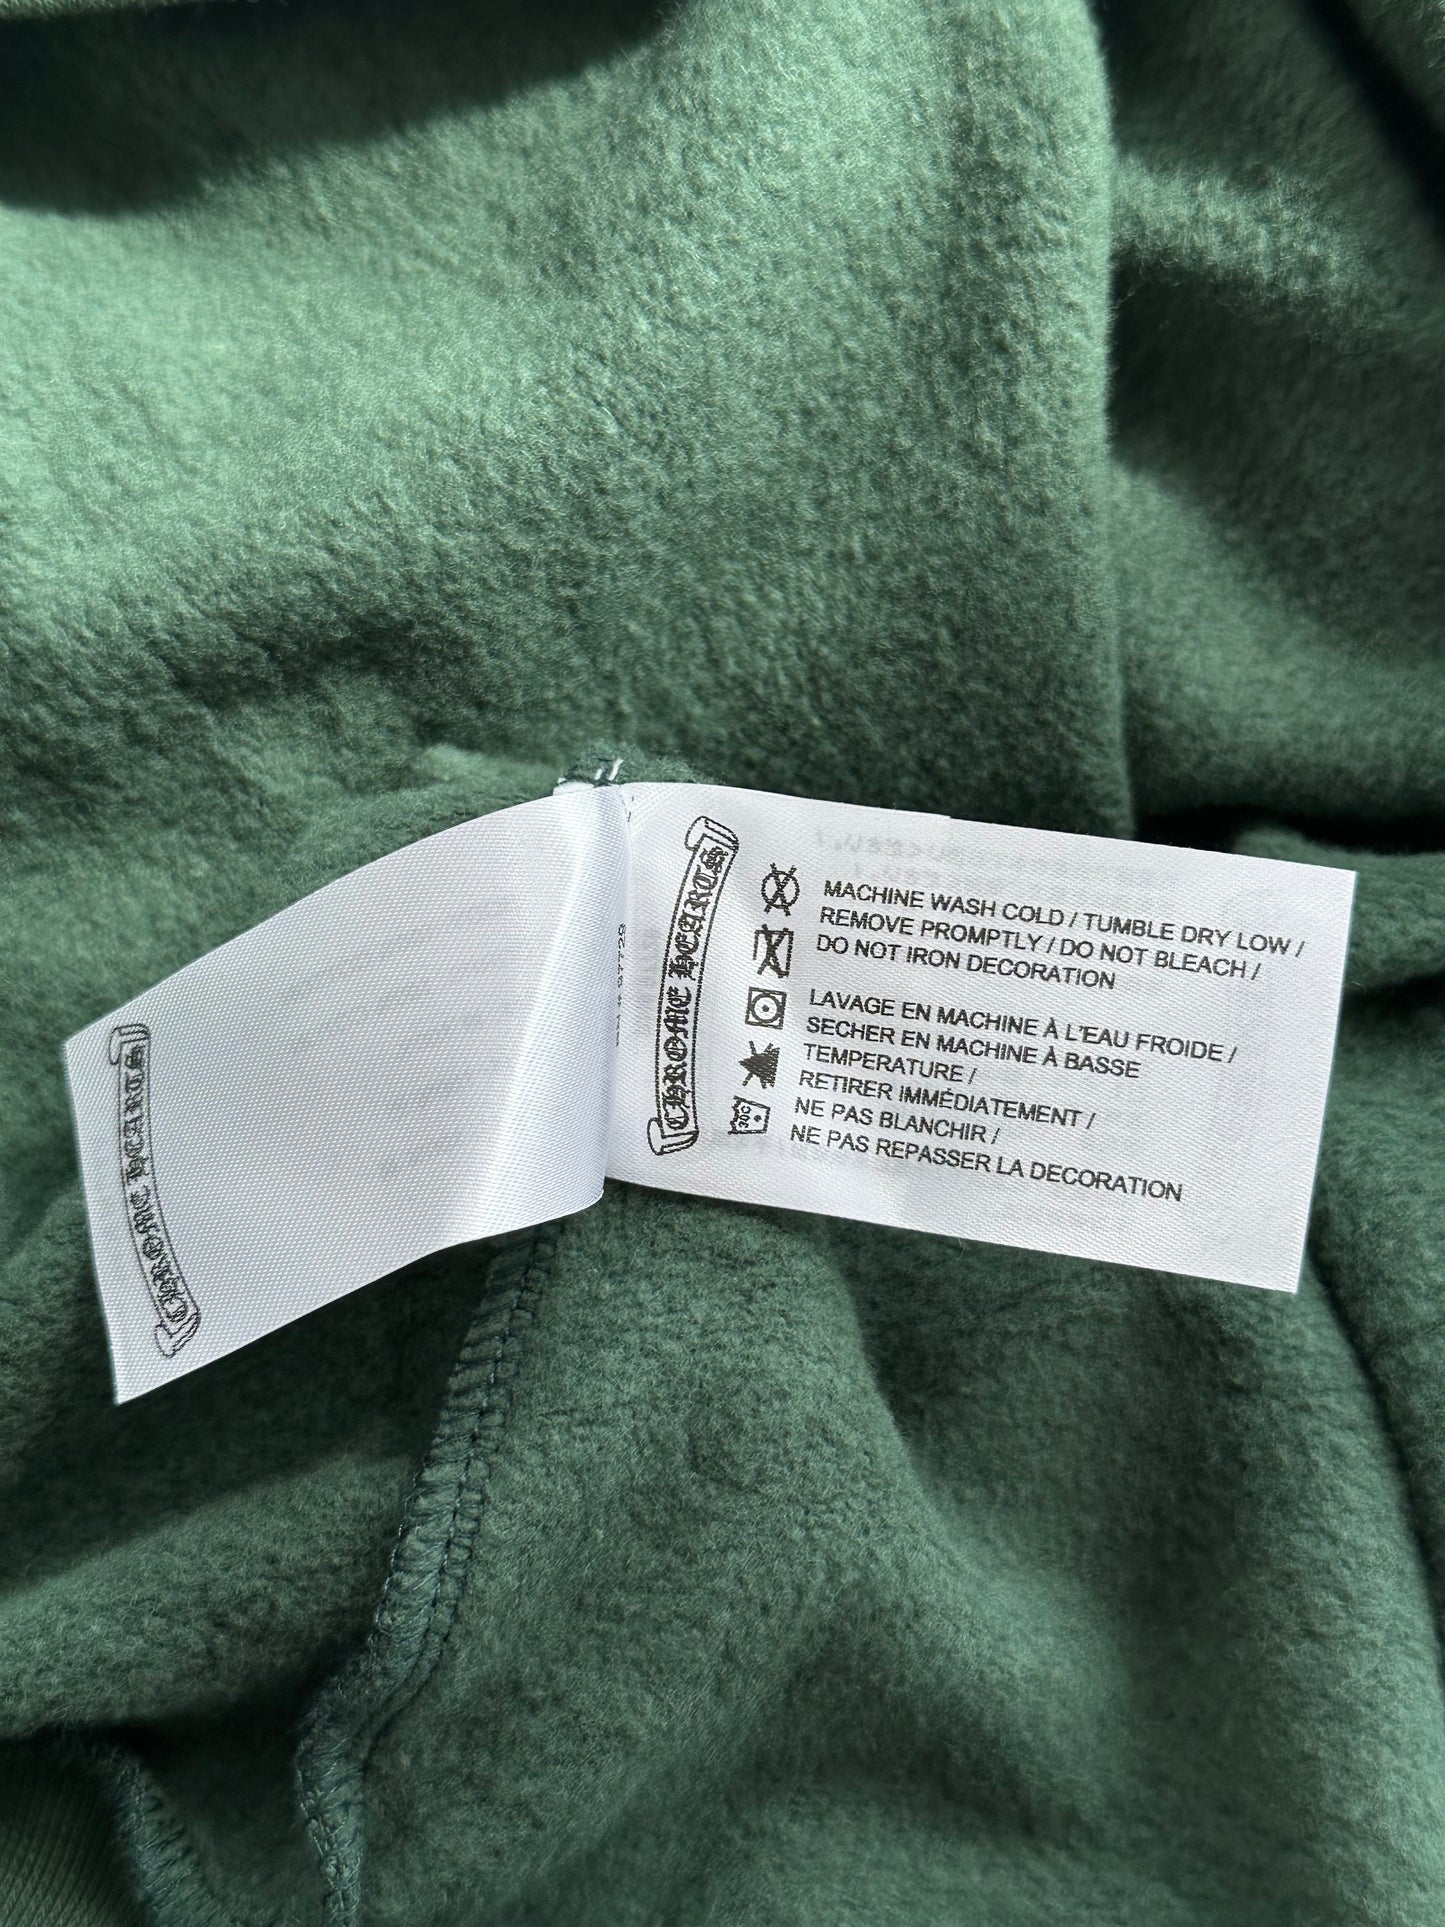 CHROME HEARTS
CHROME HEARTS
MACHINE WASH COLD / TUMBLE DRY LOW /
REMOVE PROMPTLY / DO NOT BLEACH /
DO NOT IRON DECORATION
LAVAGE EN MACHINE À L'EAU FROIDE /
SECHER EN MACHINE À BASSE
TEMPERATURE /
RETIRER IMMÉDIATEMENT /
NE PAS BLANCHIR /
NE PAS REPASSER LA DECORATION
30C